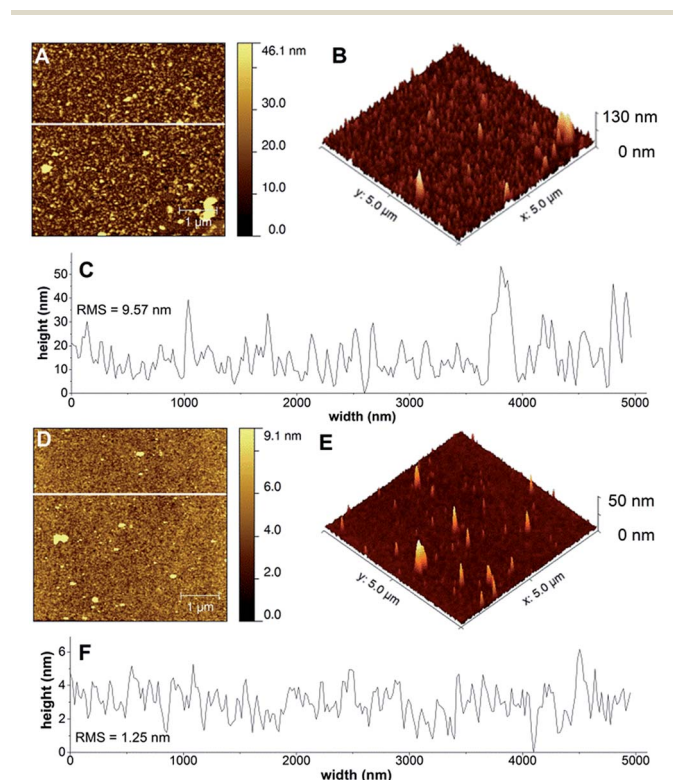 A
46.1 nm
30.0
20.0
10.0
0.0
1 µm
B
130 nm
0 nm
y: 5.0 µm
x: 5.0 µm
C
RMS = 9.57 nm
height (nm)
50
40
30
20
10
0
0
1000
2000
3000
4000
5000
width (nm)
D
9.1 nm
6.0
4.0
2.0
0.0
1 µm
E
50 nm
0 nm
y: 5.0 µm
x: 5.0 µm
F
RMS = 1.25 nm
height (nm)
6
4
2
0
0
1000
2000
3000
4000
5000
width (nm)